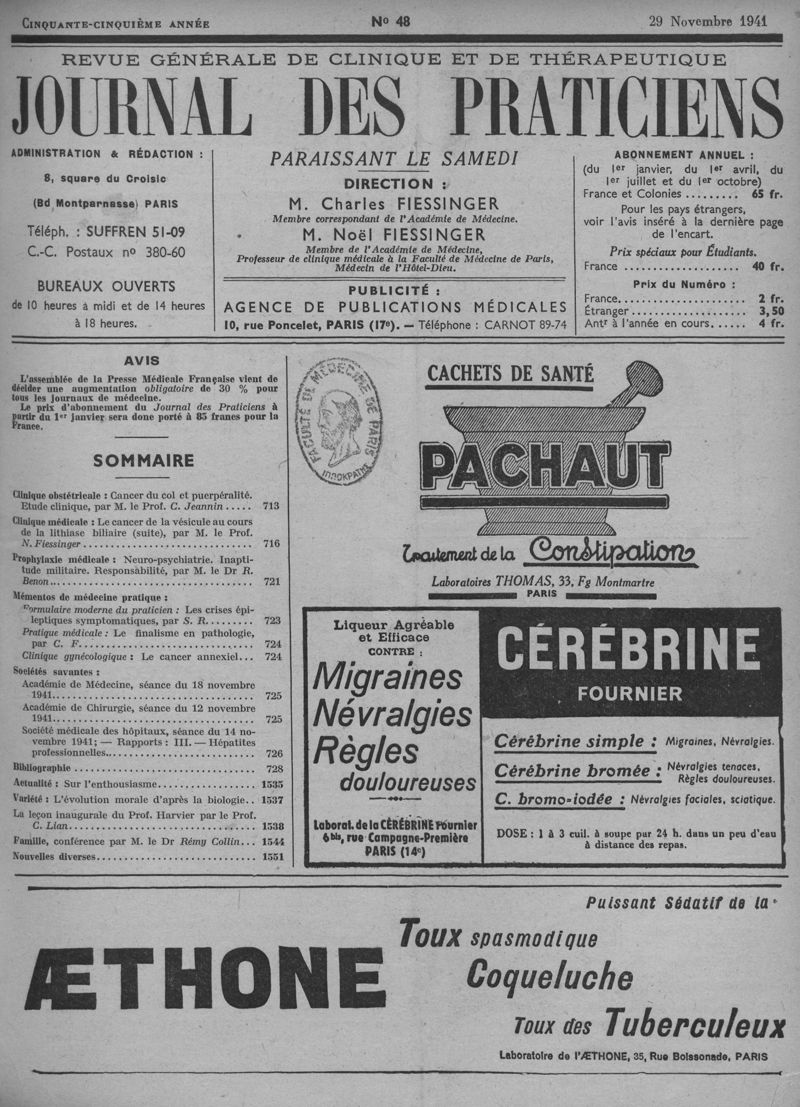 CINQUANTE-CINQUIÈME ANNÉE
No 48
29 Novembre 1941
REVUE GÉNÉRALE DE CLINIQUE ET DE THÉRAPEUTIQUE
JOURNAL DES PRATICIENS
ADMINISTRATION & RÉDACTION :
8, square du Croisic
(Bd Montparnasse) PARIS
Téléph. : SUFFREN 51-09
C.-C. Postaux no 380-60
BUREAUX OUVERTS
de 10 heures à midi et de 14 heures
à 18 heures.
PARAISSANT LE SAMEDI
DIRECTION :
M. Charles FIESSINGER
Membre correspondant de l'Académie de Médecine.
M. Noël FIESSINGER
Membre de l'Académie de Médecine,
Professeur de clinique médicale à la Faculté de Médecine de Paris,
Médecin de l'Hôtel-Dieu.
PUBLICITÉ :
AGENCE DE PUBLICATIONS MÉDICALES
10, rue Poncelet, PARIS (17e). — Téléphone : CARNOT 89-74
ABONNEMENT ANNUEL :
(du 1er janvier, du 1er avril, du
1er juillet et du 1er octobre)
France et Colonies ......... 65 fr.
Pour les pays étrangers,
voir l'avis inséré à la dernière page
de l'encart.
Prix spéciaux pour Étudiants.
France .................... 40 fr.
Prix du Numéro :
France...................... 2 fr.
Étranger.................... 3,50
Antr à l'année en cours...... 4 fr.
AVIS
L'assemblée de la Presse Médicale Française vient de
décider une augmentation obligatoire de 30 % pour
tous les journaux de médecine.
Le prix d'abonnement du Journal des Praticiens à
partir du 1er janvier sera donc porté à 85 francs pour la
France.
SOMMAIRE
Clinique obstétricale : Cancer du col et puerpéralité.
Etude clinique, par M. le Prof. C. Jeannin ..... 713
Clinique médicale : Le cancer de la vésicule au cours
de la lithiase biliaire (suite), par M. le Prof.
N. Fiessinger ............................... 716
Prophylaxie médicale : Neuro-psychiatrie. Inapti-
tude militaire. Responsabilité, par M. le Dr R.
Benon..................................... 721
Mémentos de médecine pratique :
Formulaire moderne du praticien : Les crises épi-
leptiques symptomatiques, par S. R......... 723
Pratique médicale : Le finalisme en pathologie,
par C. F................................... 724
Clinique gynécologique : Le cancer annexiel... 724
Sociétés savantes :
Académie de Médecine, séance du 18 novembre
1941...................................... 725
Académie de Chirurgie, séance du 12 novembre
1941...................................... 725
Société médicale des hôpitaux, séance du 14 no-
vembre 1941; — Rapports : III. — Hépatites
professionnelles............................ 726
Bibliographie ................................ 728
Actualité : Sur l'enthousiasme.................. 1535
Variété : L'évolution morale d'après la biologie.. 1537
La leçon inaugurale du Prof. Harvier par le Prof.
C. Lian.................................... 1538
Famille, conférence par M. le Dr Rémy Collin... 1544
Nouvelles diverses............................ 1551
FACULTÉ DE MÉDECINE DE PARIS
CACHETS DE SANTÉ
PACHAUT
Traitement de la Constipation
Laboratoires THOMAS, 33, Fg Montmartre
PARIS
Liqueur Agréable
et Efficace
CONTRE :
Migraines
Névralgies
Règles
douloureuses
Laborat. de la CÉRÉBRINE Fournier
6 bis, rue Campagne-Première
PARIS (14e)
CÉRÉBRINE
FOURNIER
Cérébrine simple : Migraines, Névralgies.
Cérébrine bromée : Névralgies tenaces,
Règles douloureuses.
C. bromo-iodée : Névralgies faciales, sciatique.
DOSE : 1 à 3 cuil. à soupe par 24 h. dans un peu d'eau
à distance des repas.
ÆTHONE
Puissant Sédatif de la
Toux spasmodique
Coqueluche
Toux des Tuberculeux
Laboratoire de l'ÆTHONE, 35, Rue Boissonade, PARIS